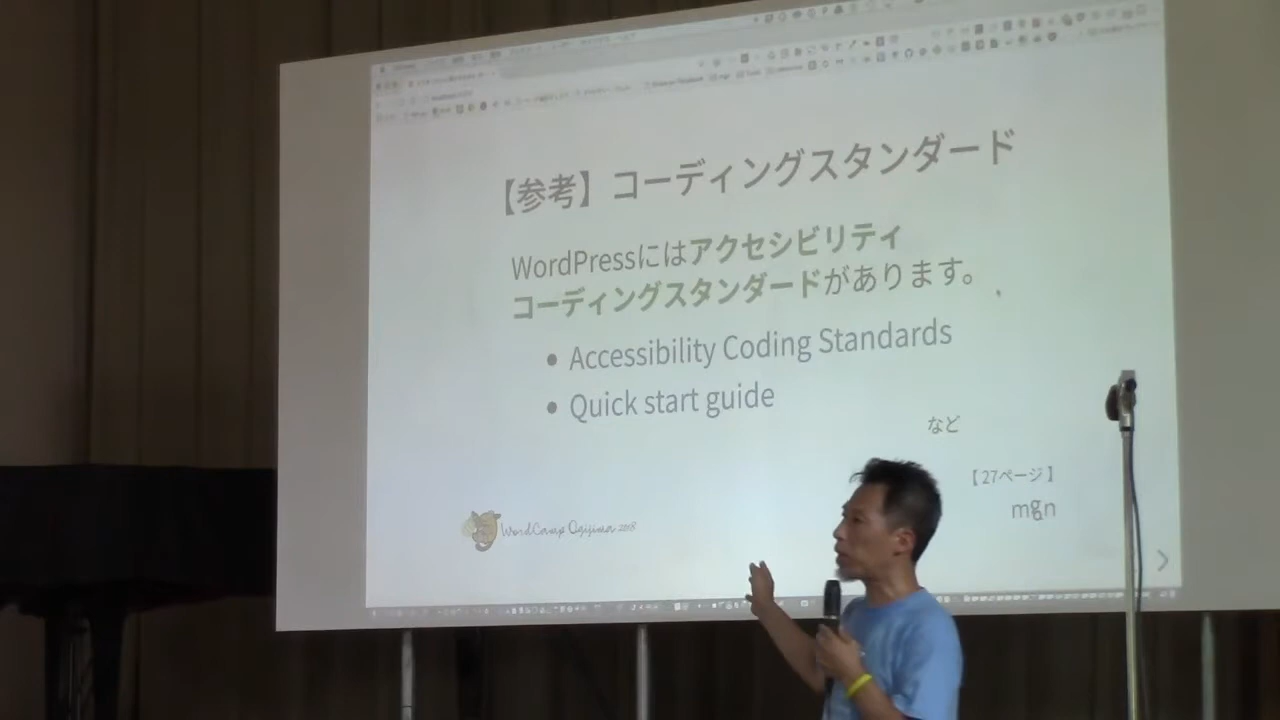 【参考】コーディングスタンダード
WordPressにはアクセシビリティ
コーディングスタンダードがあります。
• Accessibility Coding Standards
• Quick start guide
など
【 27ページ 】
mgn
WordCamp Ogijima 2018